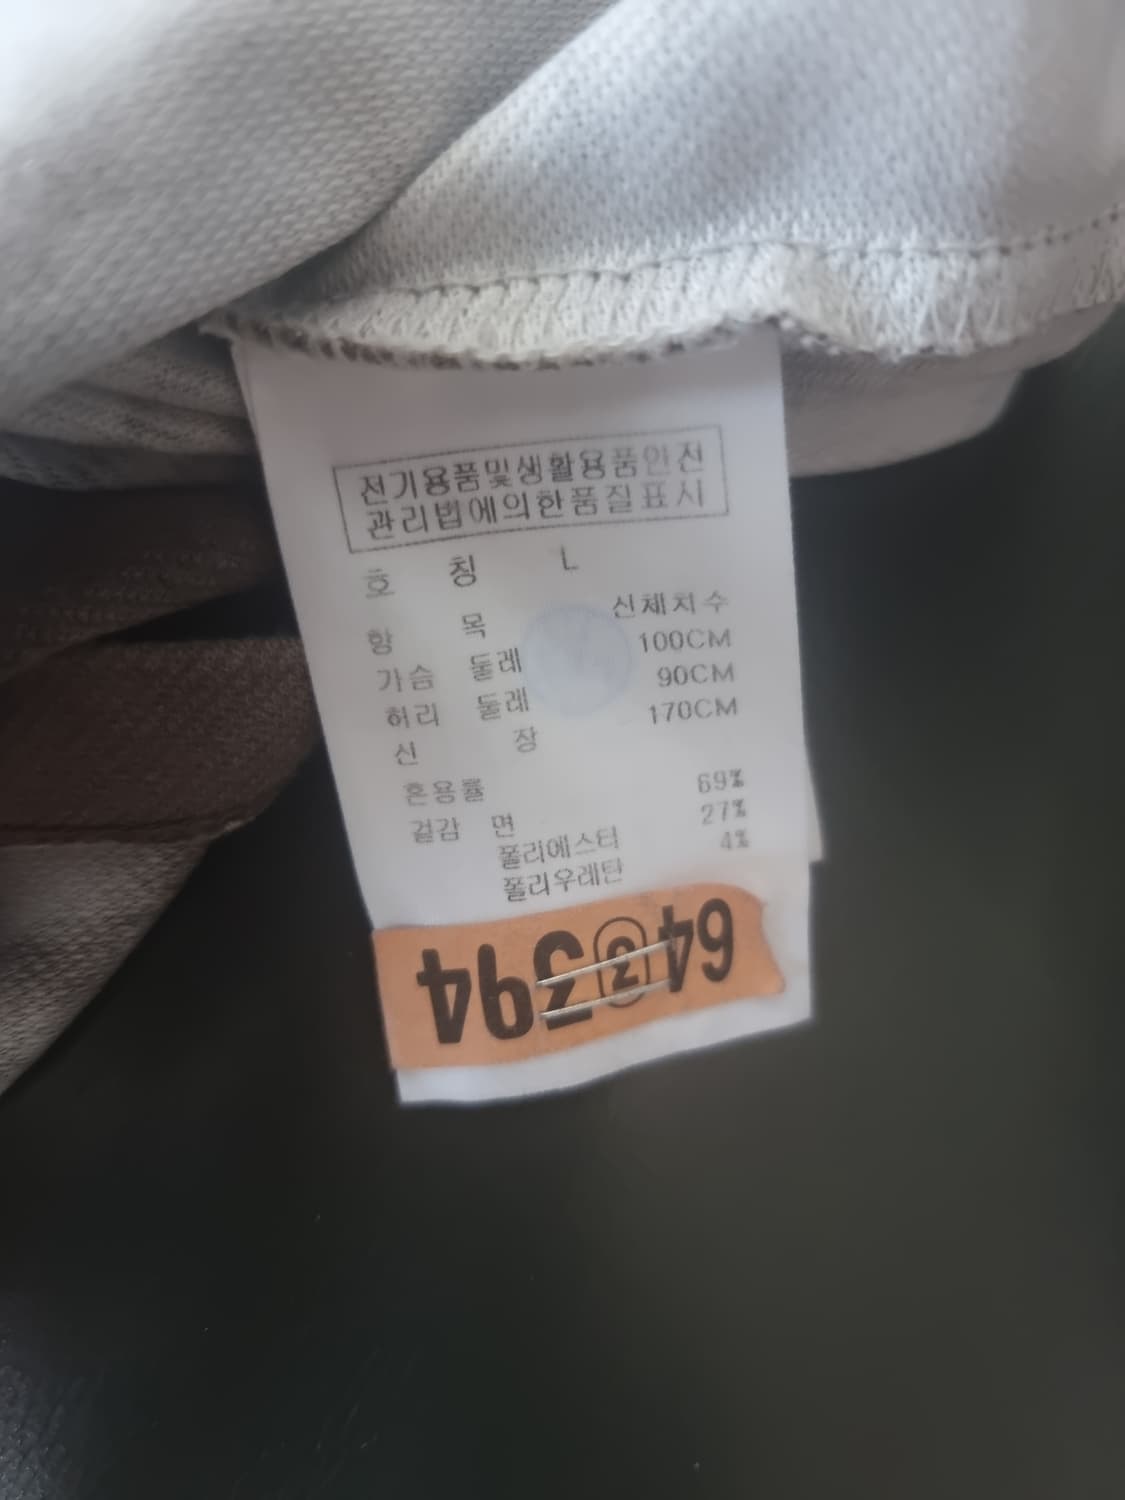 전기용품및생활용품안전
관리법에의한품질표시
호 칭 L
항 목 신체치수
가슴 둘레 100CM
허리 둘레 90CM
신 장 170CM
혼용률
겉감 면 69%
폴리에스터 27%
폴리우레탄 4%
64 3 394